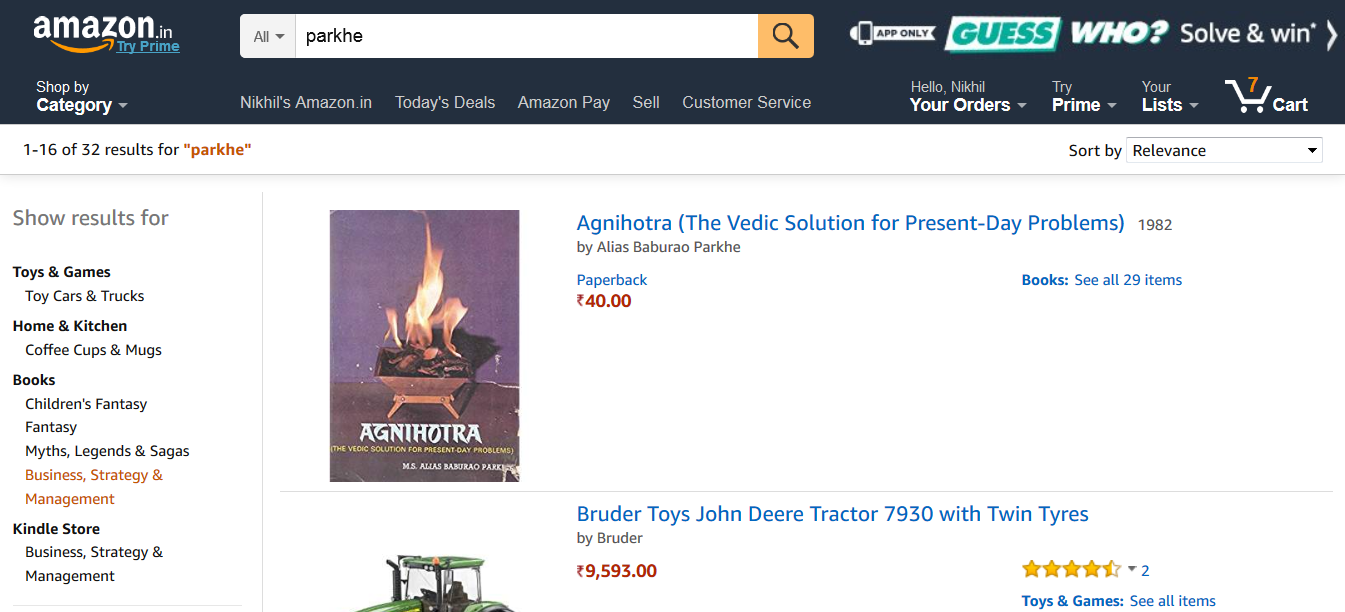 amazon.in
Try Prime
All
parkhe
APP ONLY
GUESS WHO? Solve & win*
Shop by
Category
Nikhil's Amazon.in
Today's Deals
Amazon Pay
Sell
Customer Service
Hello, Nikhil
Your Orders
Try
Prime
Your
Lists
7
Cart
1-16 of 32 results for "parkhe"
Sort by Relevance
Show results for
Toys & Games
Toy Cars & Trucks
Home & Kitchen
Coffee Cups & Mugs
Books
Children's Fantasy
Fantasy
Myths, Legends & Sagas
Business, Strategy &
Management
Kindle Store
Business, Strategy &
Management
AGNIHOTRA
(THE VEDIC SOLUTION FOR PRESENT-DAY PROBLEMS)
M.S. ALIAS BABURAO PARKHE
Agnihotra (The Vedic Solution for Present-Day Problems) 1982
by Alias Baburao Parkhe
Paperback
₹40.00
Books: See all 29 items
Bruder Toys John Deere Tractor 7930 with Twin Tyres
by Bruder
₹9,593.00
2
Toys & Games: See all items